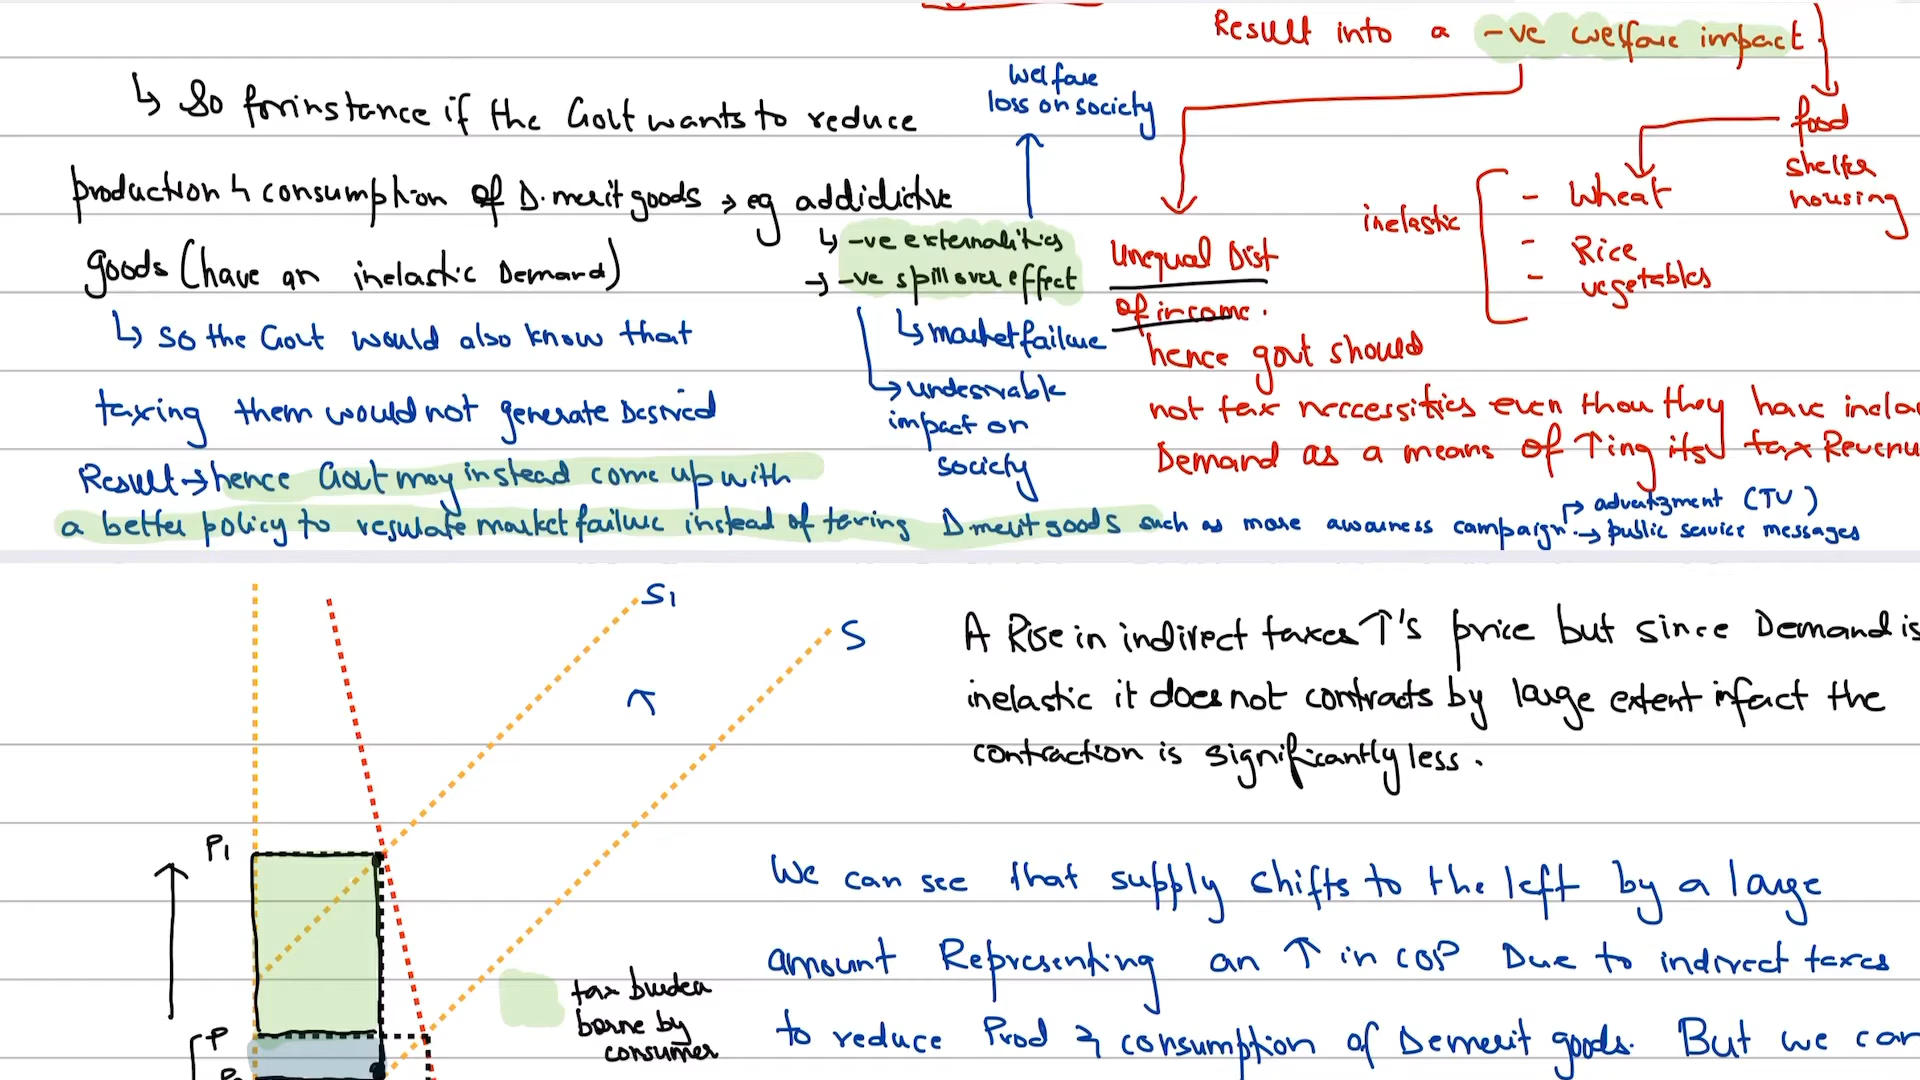 Result into a -ve welfare impact
welfare
loss on society
↳ So forinstance if the Govt wants to reduce
production & consumption of D.merit goods → eg addidictive
goods (have an inelastic Demand)
↳ -ve externalities
→ -ve spill over effect
↳ market failure
→ undesirable
impact on
society
↳ so the Govt would also know that
taxing them would not generate Desired
Result → hence Govt may instead come up with
a better policy to regulate market failure instead of taxing D merit goods such as more awarness campaign. → advertizment (TV)
→ public service messages
food
shelter
housing
inelastic
- Wheat
- Rice
- vegetables
Unequal Dist
of income.
hence govt should
not tax neccessities even thou they have inela
Demand as a means of ↑ing its tax Revenu
S1
S
P1
P
tax burden
borne by
consumer
A Rise in indirect taxes ↑'s price but since Demand is
inelastic it does not contracts by large extent infact the
contraction is significantly less.
We can see that supply shifts to the left by a large
amount Representing an ↑ in COP Due to indirect taxes
to reduce Prod & consumption of Demerit goods. But we can